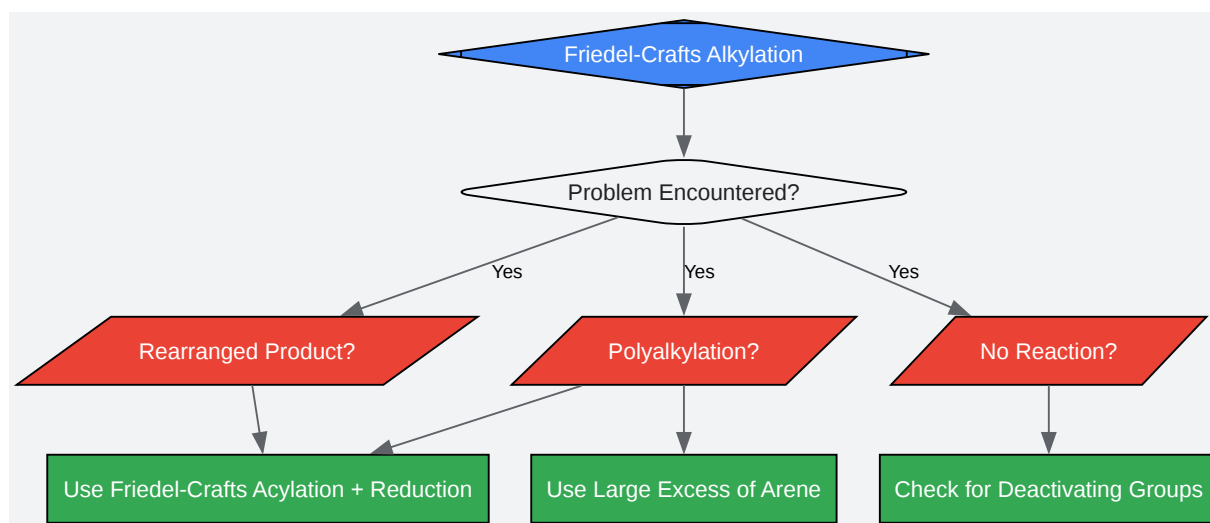 Friedel-Crafts Alkylation
Problem Encountered?
Yes
Yes
Yes
Rearranged Product?
Polyalkylation?
No Reaction?
Use Friedel-Crafts Acylation + Reduction
Use Large Excess of Arene
Check for Deactivating Groups